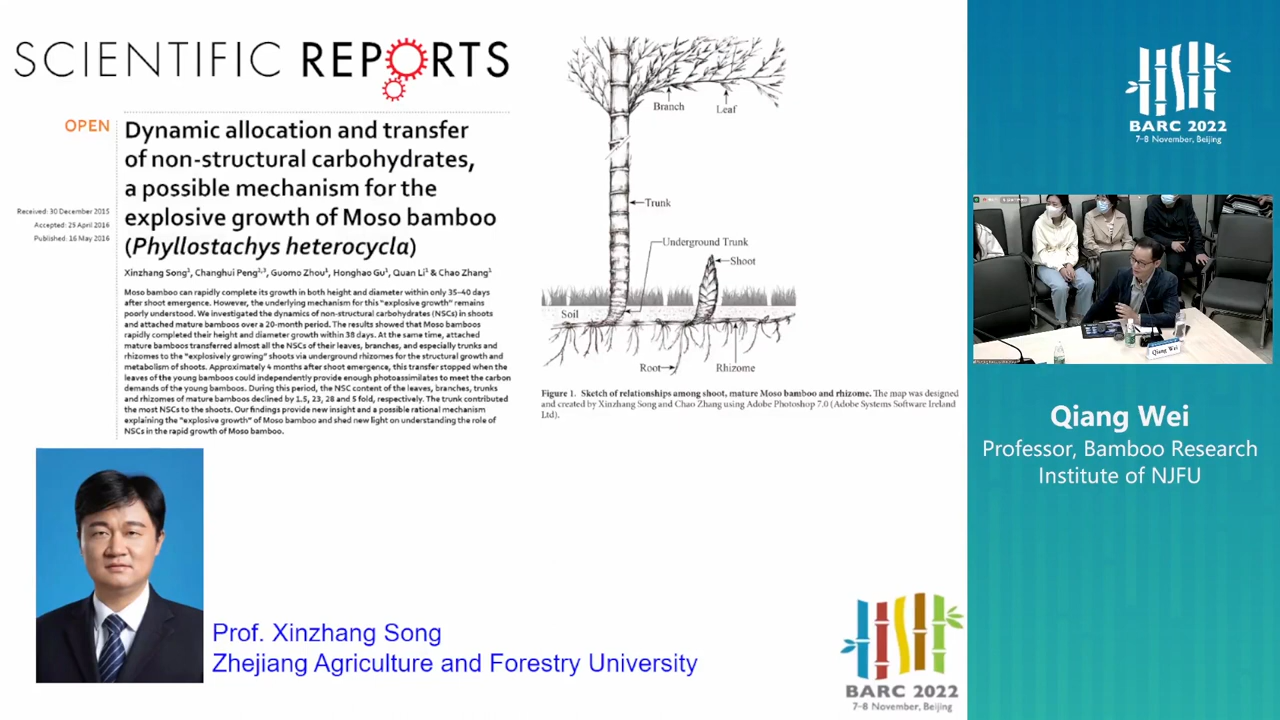 SCIENTIFIC REPORTS
OPEN
Dynamic allocation and transfer
of non-structural carbohydrates,
a possible mechanism for the
explosive growth of Moso bamboo
(Phyllostachys heterocycla)
Received: 30 December 2015
Accepted: 25 April 2016
Published: 16 May 2016
Xinzhang Song1, Changhui Peng2,3, Guomo Zhou1, Honghao Gu1, Quan Li1 & Chao Zhang1
Moso bamboo can rapidly complete its growth in both height and diameter within only 35–40 days
after shoot emergence. However, the underlying mechanism for this "explosive growth" remains
poorly understood. We investigated the dynamics of non-structural carbohydrates (NSCs) in shoots
and attached mature bamboos over a 20-month period. The results showed that Moso bamboos
rapidly completed their height and diameter growth within 38 days. At the same time, attached
mature bamboos transferred almost all the NSCs of their leaves, branches, and especially trunks and
rhizomes to the "explosively growing" shoots via underground rhizomes for the structural growth and
metabolism of shoots. Approximately 4 months after shoot emergence, this transfer stopped when the
leaves of the young bamboos could independently provide enough photoassimilates to meet the carbon
demands of the young bamboos. During this period, the NSC content of the leaves, branches, trunks
and rhizomes of mature bamboos declined by 1.5, 23, 28 and 5 fold, respectively. The trunk contributed
the most NSCs to the shoots. Our findings provide new insight and a possible rational mechanism
explaining the "explosive growth" of Moso bamboo and shed new light on understanding the role of
NSCs in the rapid growth of Moso bamboo.
Branch
Leaf
Trunk
Underground Trunk
Shoot
Soil
Root
Rhizome
Figure 1. Sketch of relationships among shoot, mature Moso bamboo and rhizome. The map was designed
and created by Xinzhang Song and Chao Zhang using Adobe Photoshop 7.0 (Adobe Systems Software Ireland
Ltd).
Prof. Xinzhang Song
Zhejiang Agriculture and Forestry University
BARC 2022
7-8 November, Beijing
BARC 2022
7-8 November, Beijing
Qiang Wei
Qiang Wei
Professor, Bamboo Research
Institute of NJFU